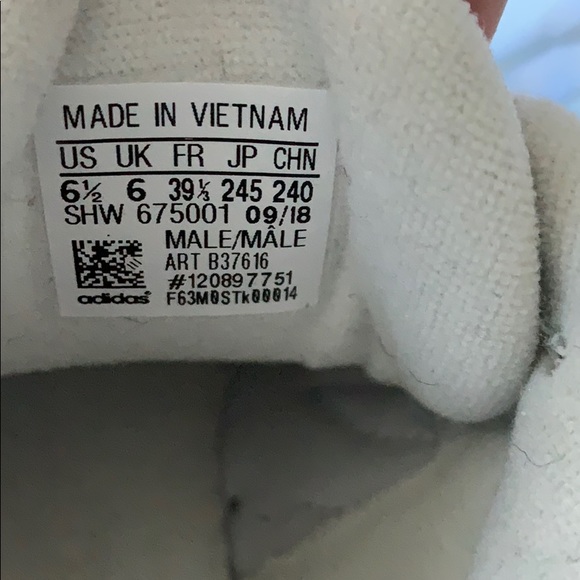 MADE IN VIETNAM
US UK FR JP CHN
6½ 6 39⅓ 245 240
SHW 675001 09/18
MALE/MÂLE
ART B37616
#120897751
adidas F63M0STk00014